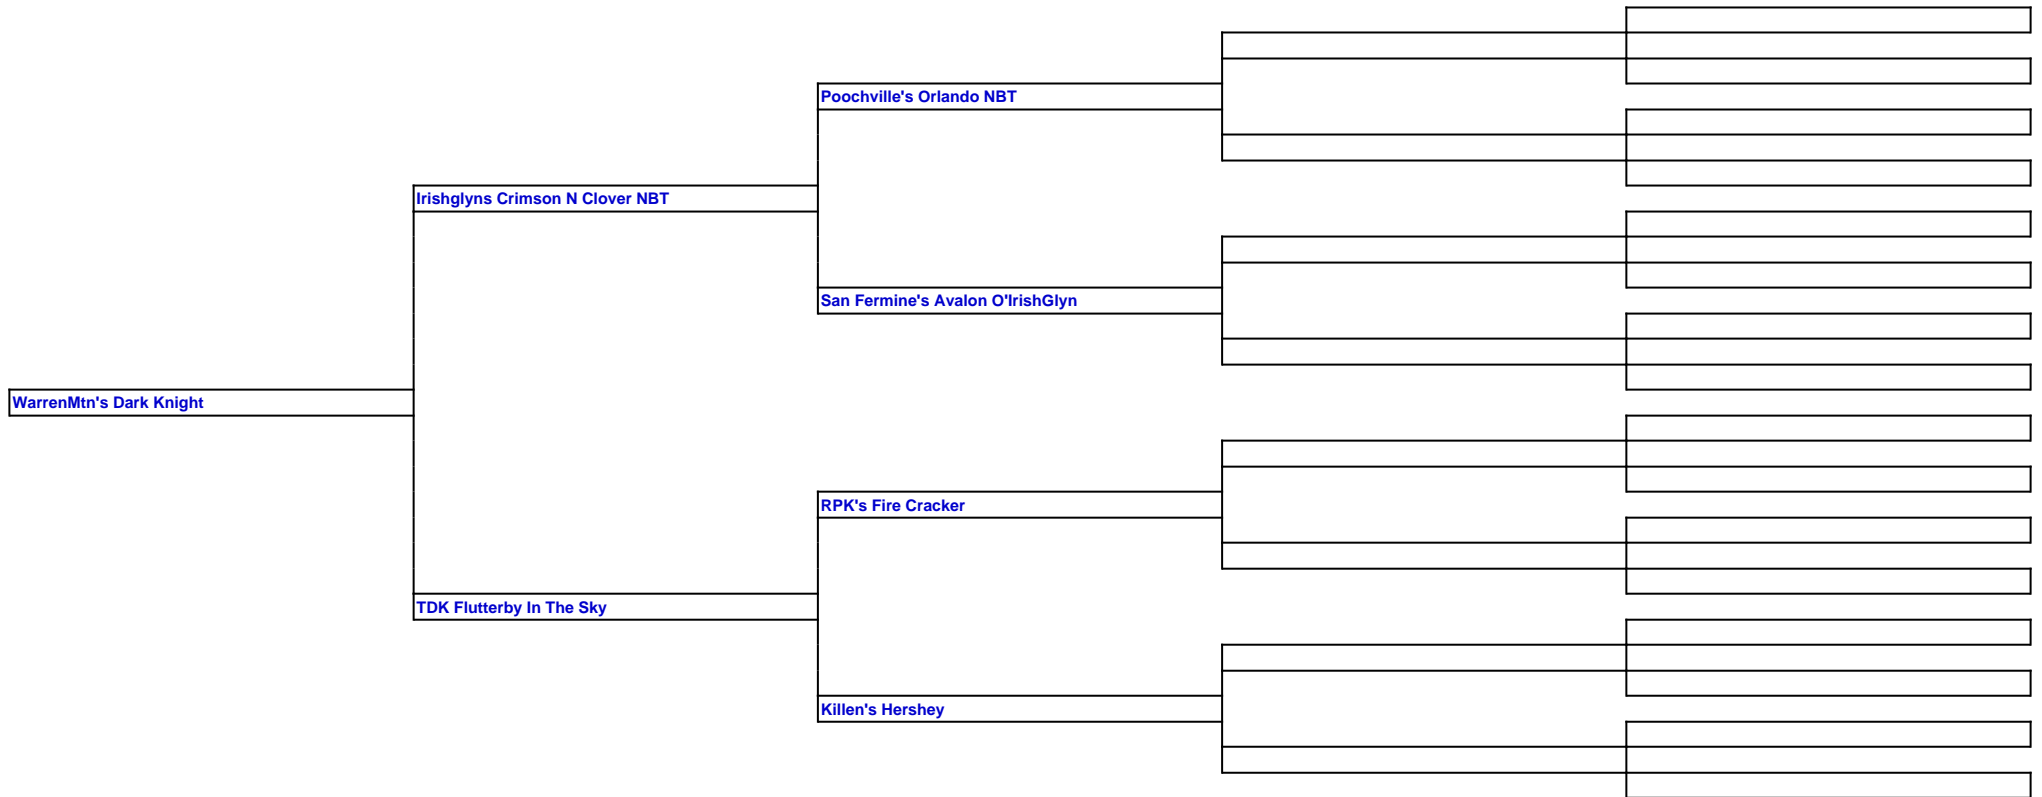 Poochville's Orlando NBT
Irishglyns Crimson N Clover NBT
San Fermine's Avalon O'IrishGlyn
WarrenMtn's Dark Knight
RPK's Fire Cracker
TDK Flutterby In The Sky
Killen's Hershey